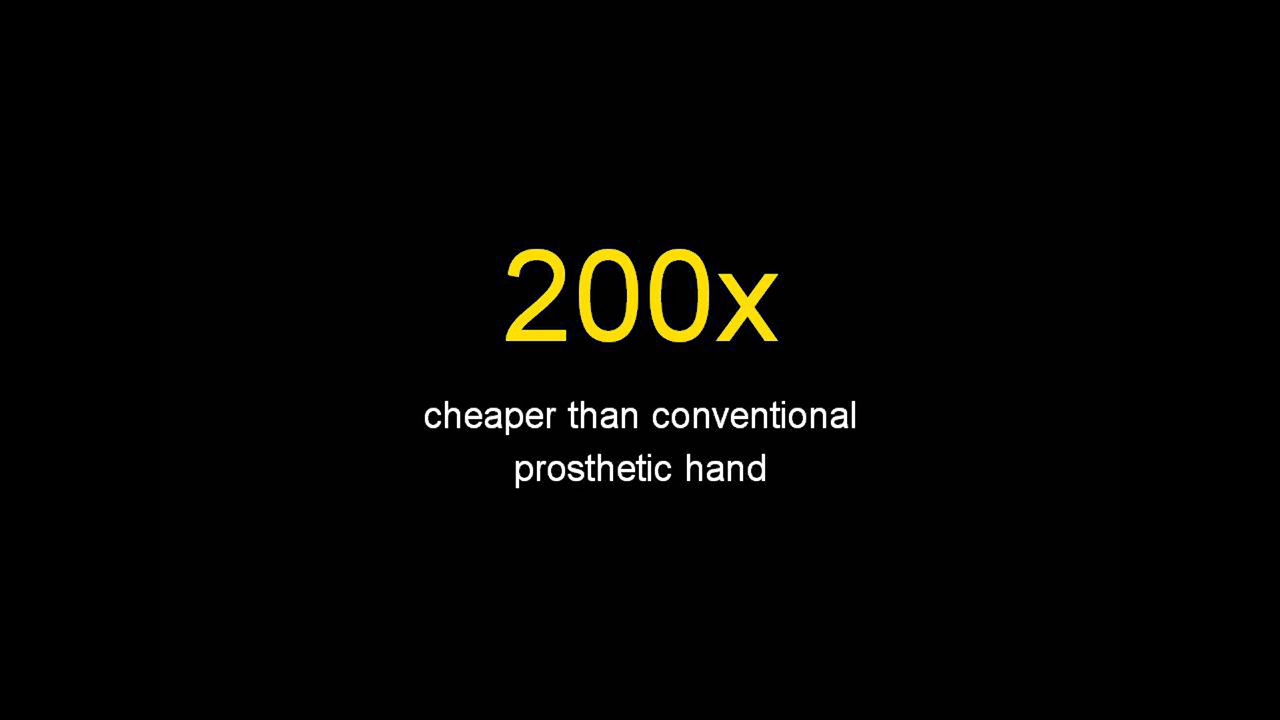 200x
cheaper than conventional
prosthetic hand